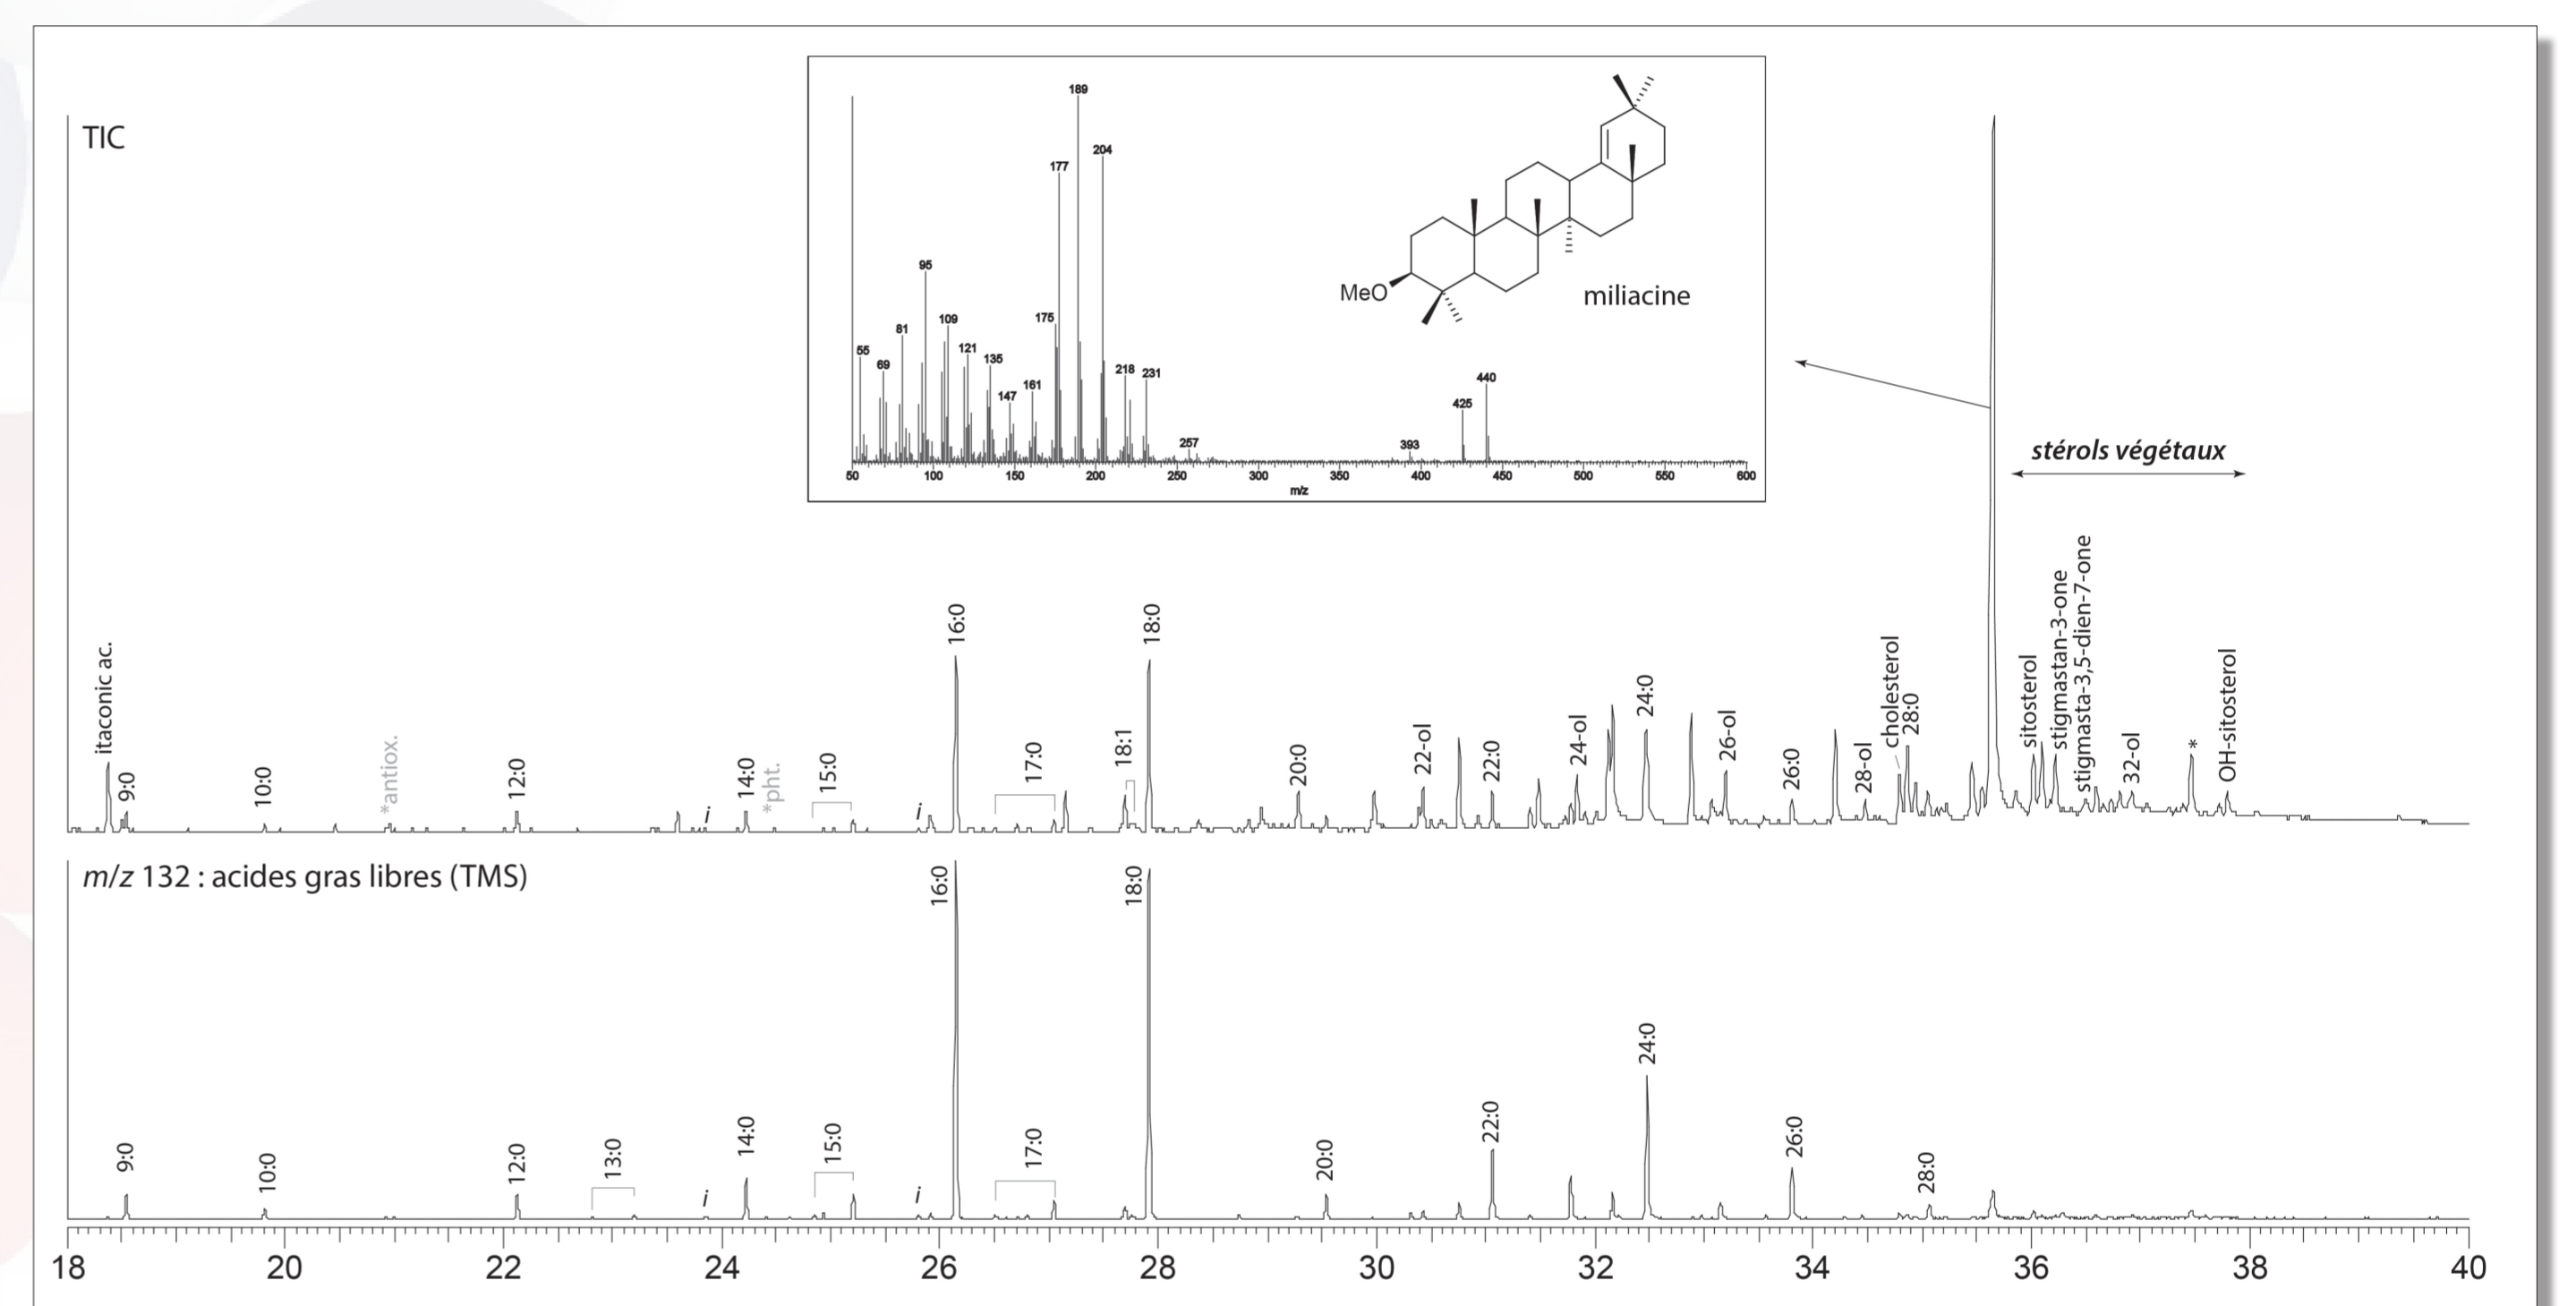 TIC
189
204
177
95
175
109
81
121
55
135
69
218
231
161
147
440
425
257
393
50 100 150 200 250 300 350 400 450 500 550 600
m/z
MeO
miliacine
stérols végétaux
itaconic ac.
9:0
10:0
*antiox.
12:0
14:0
*pht.
15:0
i
i
16:0
17:0
18:1
18:0
20:0
22-ol
22:0
24-ol
24:0
26-ol
26:0
28-ol
cholesterol
28:0
sitosterol
stigmastan-3-one
stigmasta-3,5-dien-7-one
32-ol
*
OH-sitosterol
m/z 132 : acides gras libres (TMS)
9:0
10:0
12:0
13:0
i
14:0
15:0
i
16:0
17:0
18:0
20:0
22:0
24:0
26:0
28:0
18 20 22 24 26 28 30 32 34 36 38 40